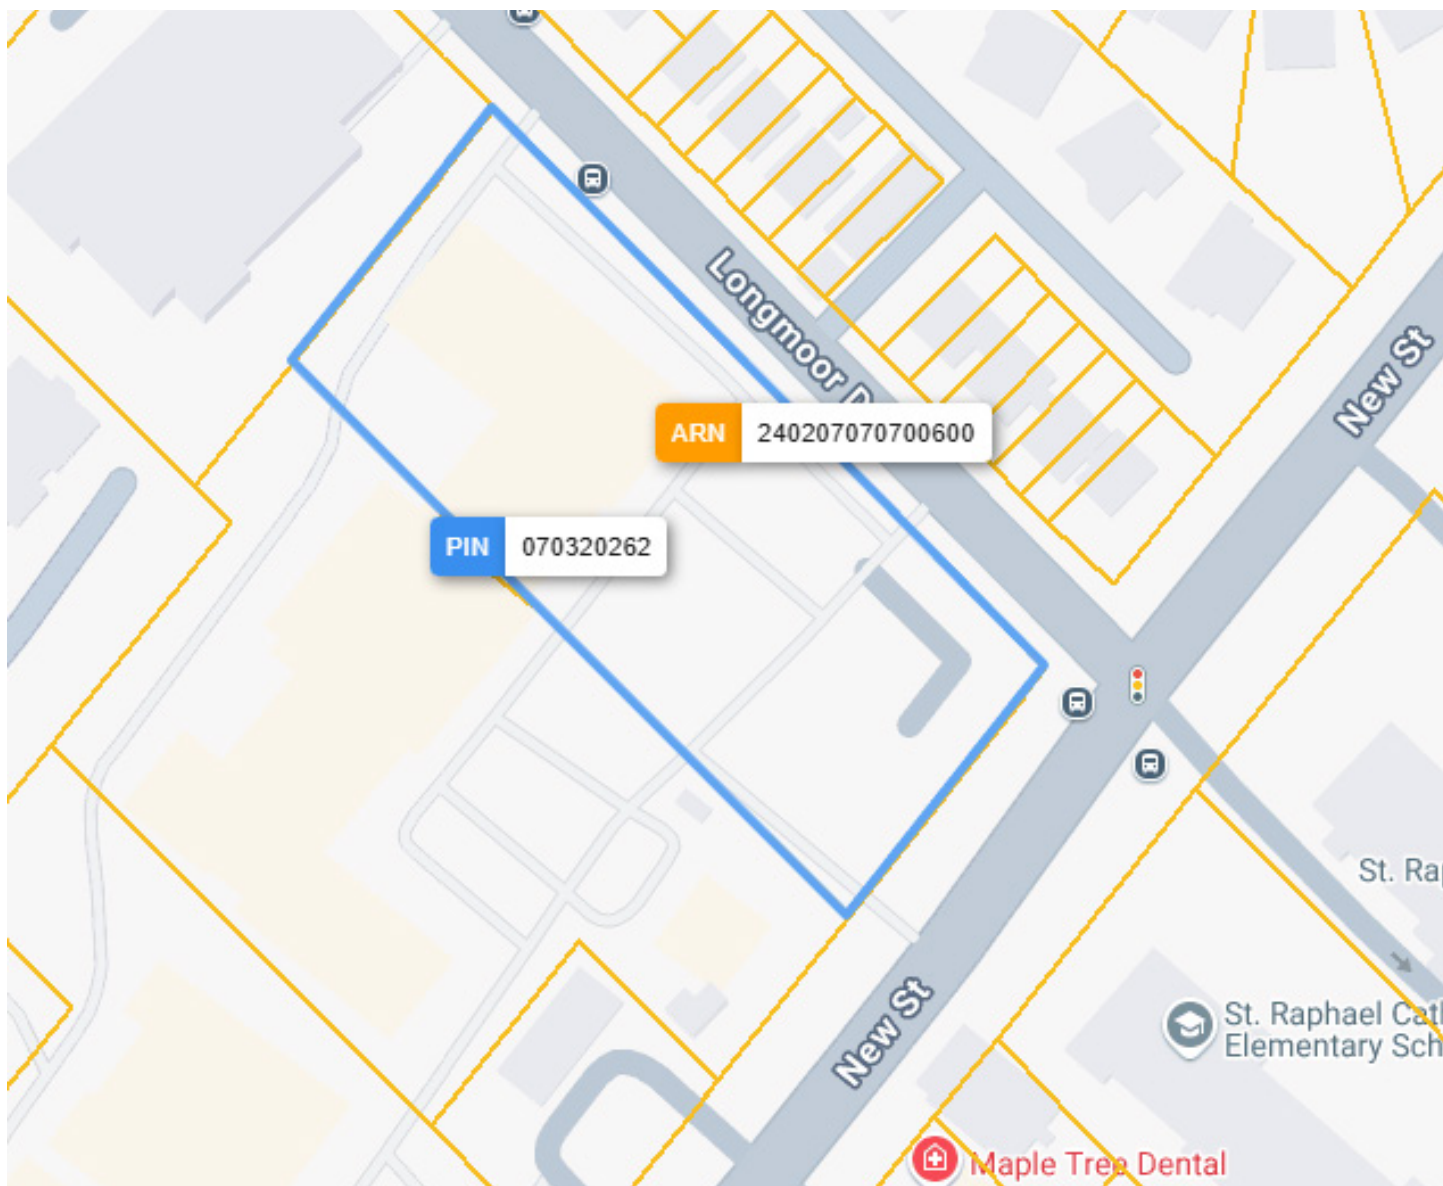 Longmoor D
New St
ARN 240207070700600
PIN 070320262
St. Ra
St. Raphael Cat
Elementary Sch
New St
Maple Tree Dental